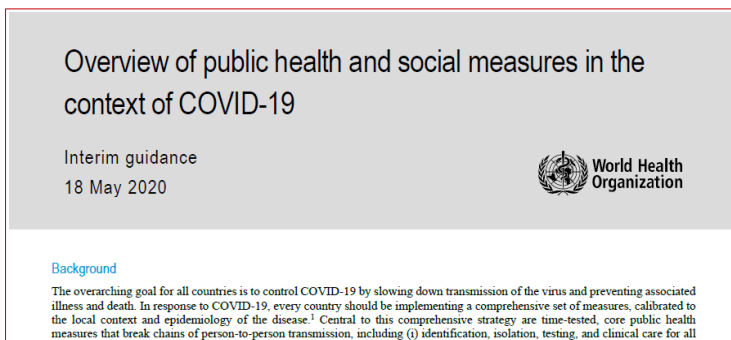 Overview of public health and social measures in the
context of COVID-19
Interim guidance
18 May 2020
World Health
Organization
Background
The overarching goal for all countries is to control COVID-19 by slowing down transmission of the virus and preventing associated
illness and death. In response to COVID-19, every country should be implementing a comprehensive set of measures, calibrated to
the local context and epidemiology of the disease.1 Central to this comprehensive strategy are time-tested, core public health
measures that break chains of person-to-person transmission, including (i) identification, isolation, testing, and clinical care for all